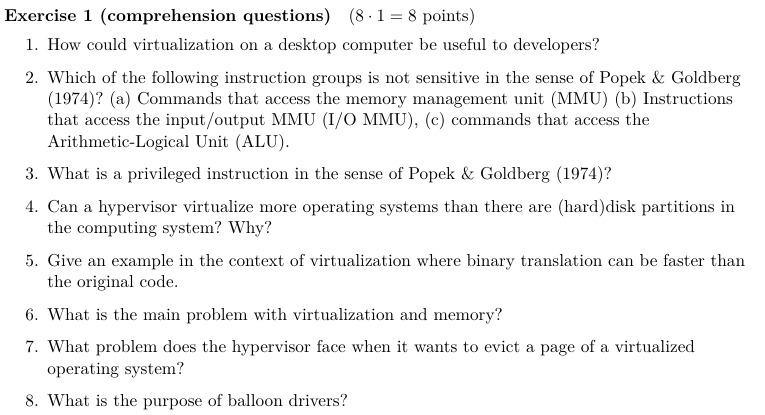 Exercise 1 (comprehension questions) (8 · 1 = 8 points)
1. How could virtualization on a desktop computer be useful to developers?
2. Which of the following instruction groups is not sensitive in the sense of Popek & Goldberg
(1974)? (a) Commands that access the memory management unit (MMU) (b) Instructions
that access the input/output MMU (I/O MMU), (c) commands that access the
Arithmetic-Logical Unit (ALU).
3. What is a privileged instruction in the sense of Popek & Goldberg (1974)?
4. Can a hypervisor virtualize more operating systems than there are (hard)disk partitions in
the computing system? Why?
5. Give an example in the context of virtualization where binary translation can be faster than
the original code.
6. What is the main problem with virtualization and memory?
7. What problem does the hypervisor face when it wants to evict a page of a virtualized
operating system?
8. What is the purpose of balloon drivers?